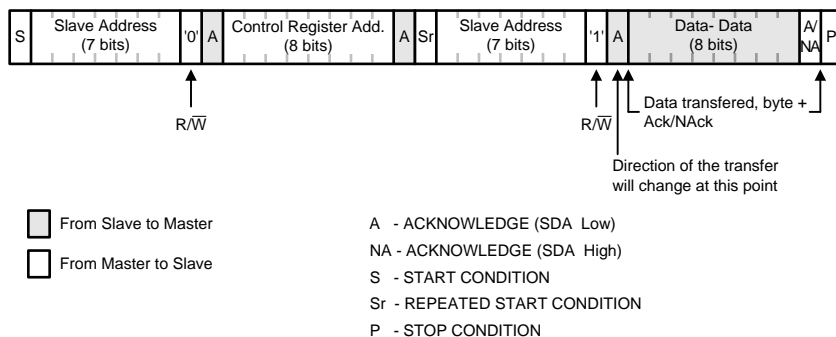 S Slave Address (7 bits) '0' A Control Register Add. (8 bits) A Sr Slave Address (7 bits) '1' A Data- Data (8 bits) A/NA P
R/W̅
R/W̅
Data transfered, byte +
Ack/NAck
Direction of the transfer
will change at this point
From Slave to Master
From Master to Slave
A - ACKNOWLEDGE (SDA Low)
NA - ACKNOWLEDGE (SDA High)
S - START CONDITION
Sr - REPEATED START CONDITION
P - STOP CONDITION